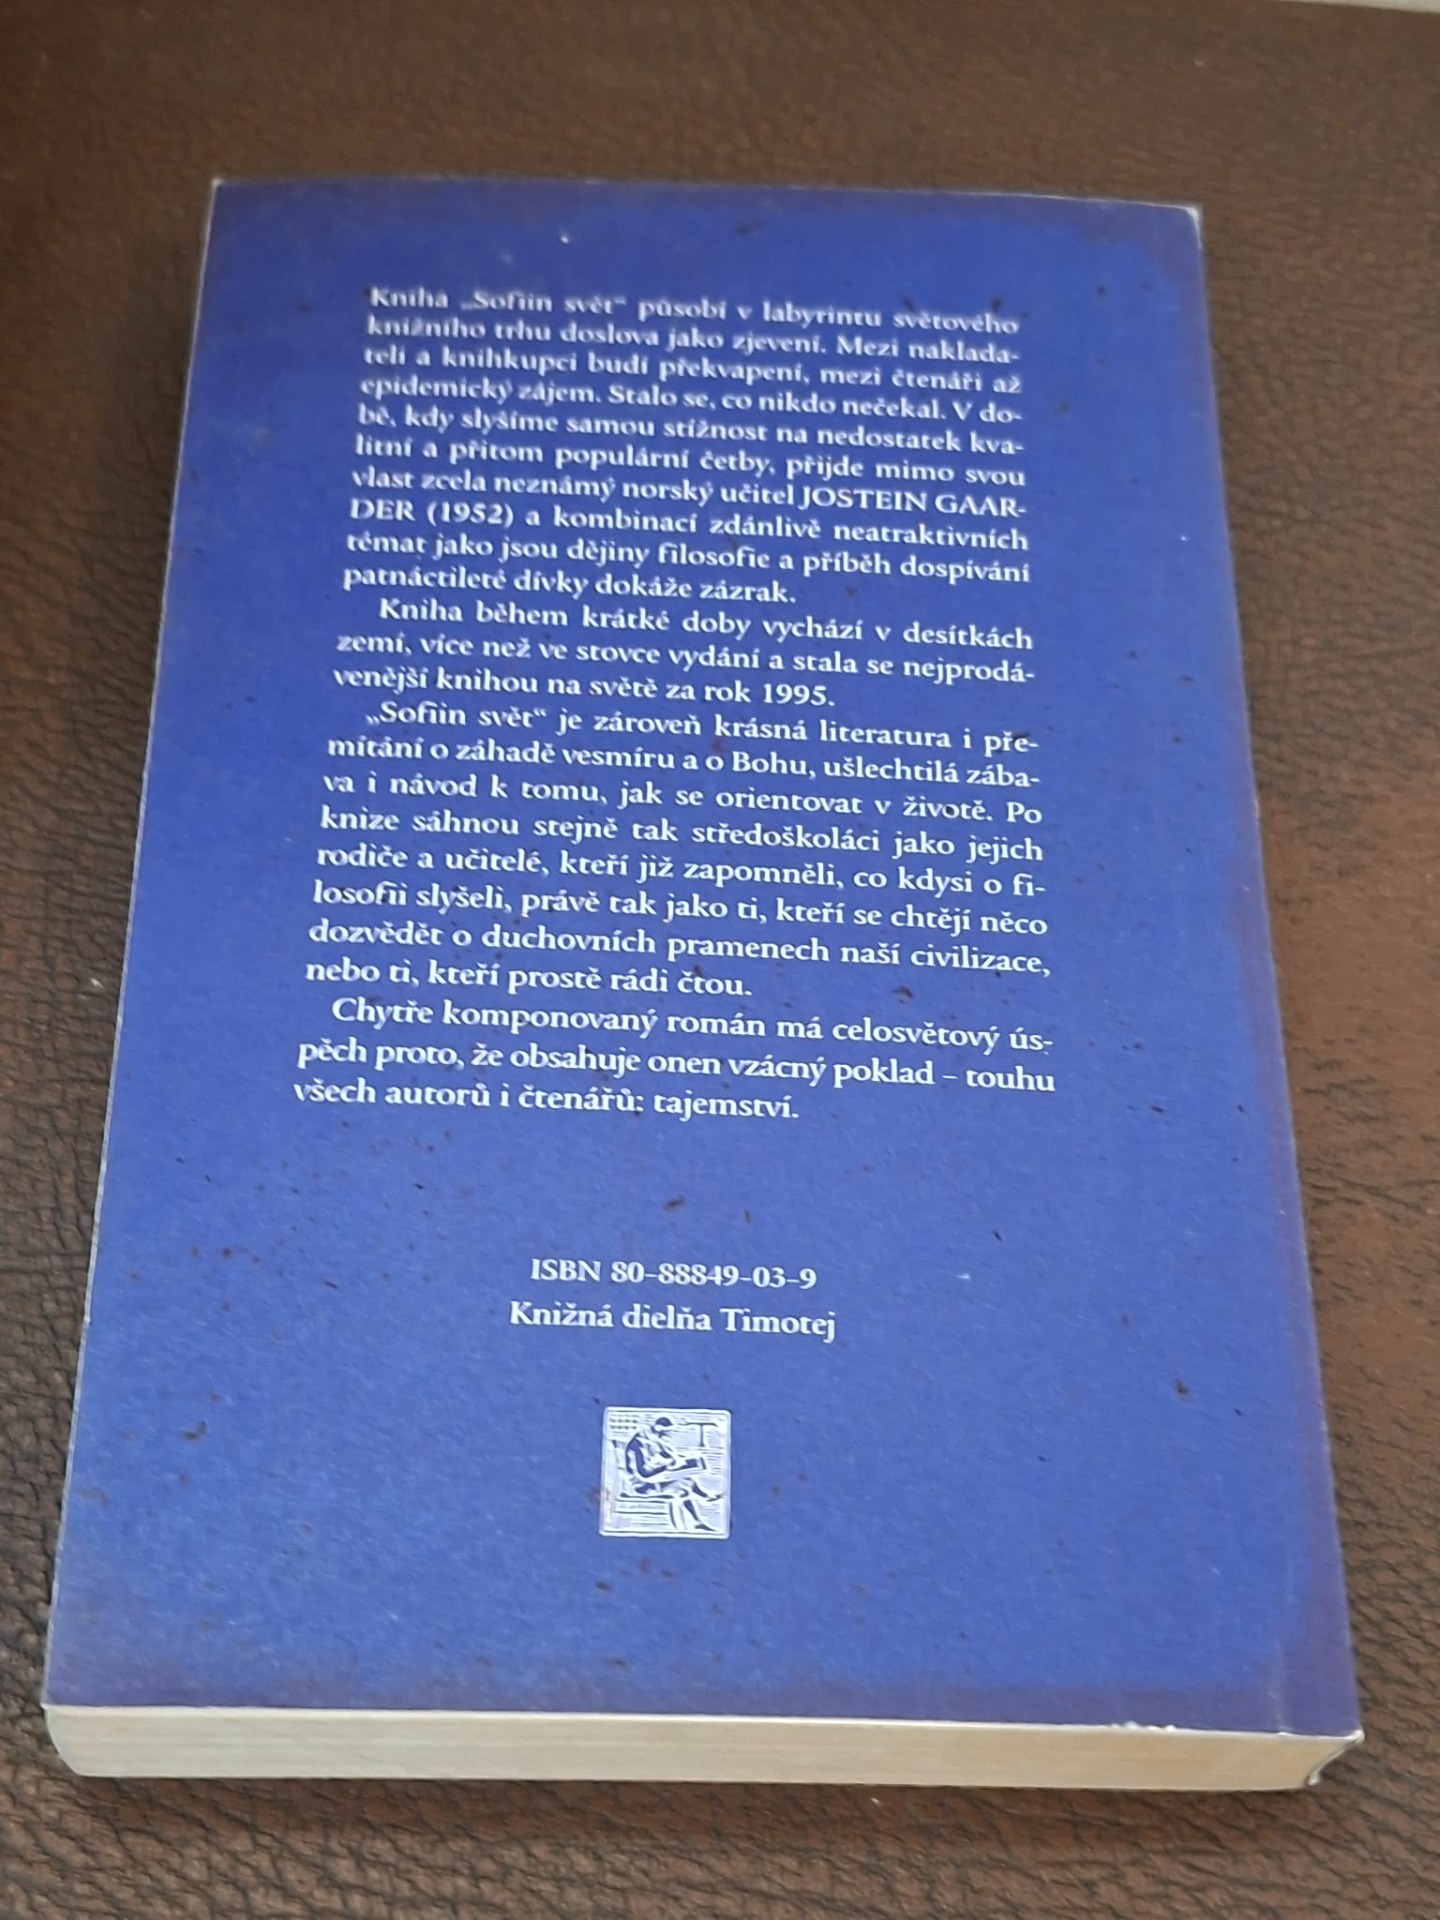 Kniha „Sofiin svět“ působí v labyrintu světového
knižního trhu doslova jako zjevení. Mezi naklada-
teli a knihkupci budí překvapení, mezi čtenáři až
epidemický zájem. Stalo se, co nikdo nečekal. V do-
bě, kdy slyšíme samou stížnost na nedostatek kva-
litní a přitom populární četby, přijde mimo svou
vlast zcela neznámý norský učitel JOSTEIN GAAR-
DER (1952) a kombinací zdánlivě neatraktivních
témat jako jsou dějiny filosofie a příběh dospívání
patnáctileté dívky dokáže zázrak.
Kniha během krátké doby vychází v desítkách
zemí, více než ve stovce vydání a stala se nejprodá-
venější knihou na světě za rok 1995.
„Sofiin svět“ je zároveň krásná literatura i pře-
mítání o záhadě vesmíru a o Bohu, ušlechtilá zába-
va i návod k tomu, jak se orientovat v životě. Po
knize sáhnou stejně tak středoškoláci jako jejich
rodiče a učitelé, kteří již zapomněli, co kdysi o fi-
losofii slyšeli, právě tak jako ti, kteří se chtějí něco
dozvědět o duchovních pramenech naší civilizace,
nebo ti, kteří prostě rádi čtou.
Chytře komponovaný román má celosvětový ús-
pěch proto, že obsahuje onen vzácný poklad – touhu
všech autorů i čtenářů: tajemství.
ISBN 80-88849-03-9
Knižná dielňa Timotej